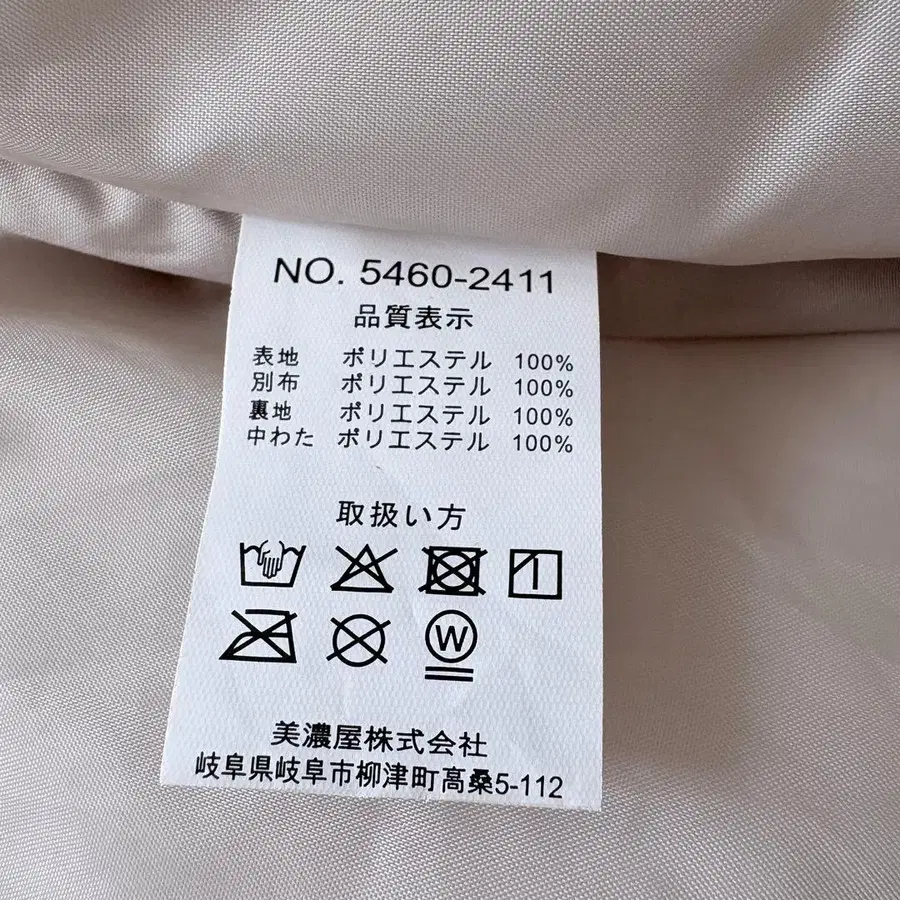 NO. 5460-2411
品質表示
表地 ポリエステル 100%
別布 ポリエステル 100%
裏地 ポリエステル 100%
中わた ポリエステル 100%
取扱い方
W
美濃屋株式会社
岐阜県岐阜市柳津町高桑5-112